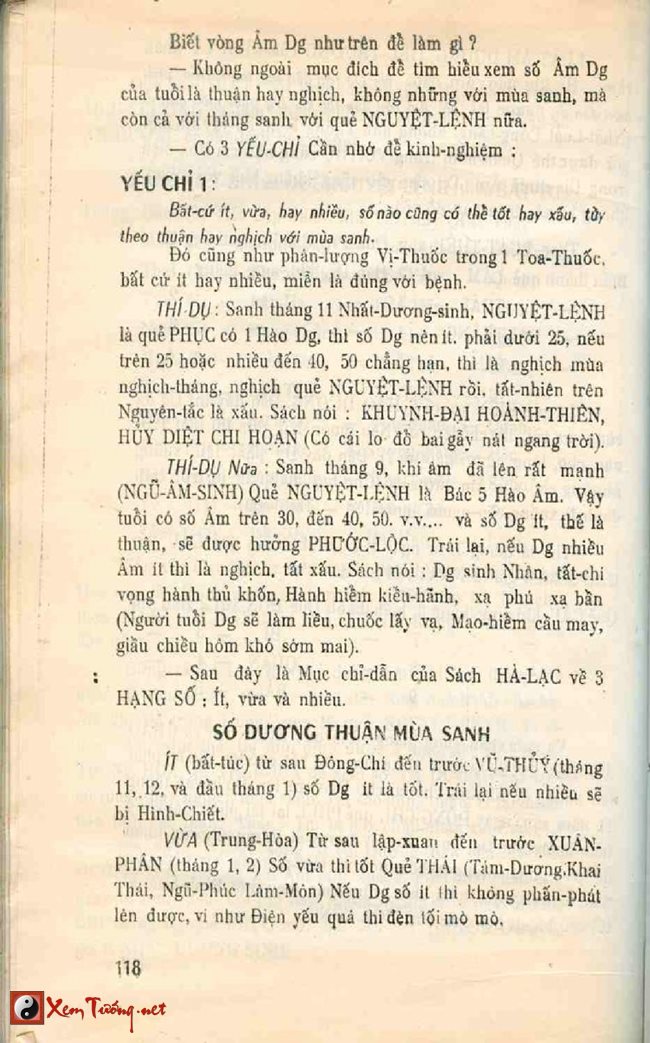 Biết vòng Âm Dg như trên để làm gì ?
— Không ngoài mục đích để tìm hiểu xem số Âm Dg
của tuổi là thuận hay nghịch, không những với mùa sanh, mà
còn cả với tháng sanh với quẻ NGUYỆT-LỆNH nữa.
— Có 3 YẾU-CHỈ Cần nhớ để kinh-nghiệm :
YẾU CHỈ 1 :
Bất-cứ ít, vừa, hay nhiều, số nào cũng có thể tốt hay xấu, tùy
theo thuận hay nghịch với mùa sanh.
Đó cũng như phân-lượng Vị-Thuốc trong 1 Toa-Thuốc,
bất cứ ít hay nhiều, miễn là đúng với bệnh.
THÍ-DỤ : Sanh tháng 11 Nhất-Dương-sinh, NGUYỆT-LỆNH
là quẻ PHỤC có 1 Hào Dg, thì số Dg nên ít, phải dưới 25, nếu
trên 25 hoặc nhiều đến 40, 50 chẳng hạn, thì là nghịch mùa
nghịch-tháng, nghịch quẻ NGUYỆT-LỆNH rồi, tất-nhiên trên
Nguyên-tắc là xấu. Sách nói : KHUYNH-ĐẠI HOÀNH-THIÊN,
HỦY DIỆT CHI HOẠN (Có cái lo đồ bai gẫy nát ngang trời).
THÍ-DỤ Nữa : Sanh tháng 9, khí âm đã lên rất mạnh
(NGŨ-ÂM-SINH) Quẻ NGUYỆT-LỆNH là Bác 5 Hào Âm. Vậy
tuổi có số Âm trên 30, đến 40, 50. v.v.... và số Dg ít, thế là
thuận, sẽ được hưởng PHƯỚC-LỘC. Trái lại, nếu Dg nhiều
Âm ít thì là nghịch, tất xấu. Sách nói : Dg sinh Nhân, tất-chi
vọng hành thủ khốn, Hành hiểm kiểu-hãnh, xạ phú xạ bần
(Người tuổi Dg sẽ làm liều, chuốc lấy vạ, Mạo-hiểm cầu may,
giầu chiều hôm khó sớm mai).
— Sau đây là Mục chỉ-dẫn của Sách HÀ-LẠC về 3
HẠNG SỐ : Ít, vừa và nhiều.
SỐ DƯƠNG THUẬN MÙA SANH
ÍT (bất-túc) từ sau Đông-Chí đến trước VŨ-THỦY (tháng
11, 12, và đầu tháng 1) số Dg ít là tốt. Trái lại nếu nhiều sẽ
bị Hình-Chiết.
VỪA (Trung-Hòa) Từ sau lập-xuan đến trước XUÂN-
PHÂN (tháng 1, 2) Số vừa thì tốt Quẻ THÁI (Tám-Dương, Khai
Thái, Ngũ-Phúc Lâm-Môn) Nếu Dg số ít thì không phấn-phát
lên được, ví như Điện yếu quá thì đèn tối mò mò.
118
XemTướng.net